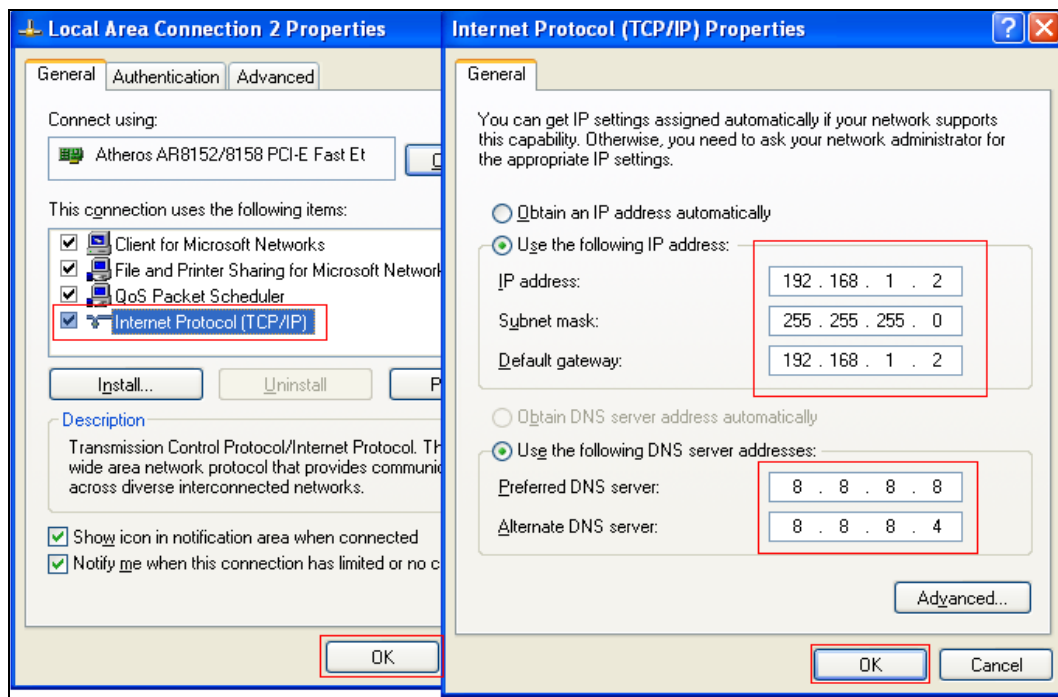 Local Area Connection 2 Properties
General
Authentication
Advanced
Connect using:
Atheros AR8152/8158 PCI-E Fast Et
This connection uses the following items:
Client for Microsoft Networks
File and Printer Sharing for Microsoft Network
QoS Packet Scheduler
Internet Protocol (TCP/IP)
Install...
Uninstall
P
Description
Transmission Control Protocol/Internet Protocol. Th
wide area network protocol that provides communic
across diverse interconnected networks.
Show icon in notification area when connected
Notify me when this connection has limited or no c
OK
Internet Protocol (TCP/IP) Properties
General
You can get IP settings assigned automatically if your network supports
this capability. Otherwise, you need to ask your network administrator for
the appropriate IP settings.
Obtain an IP address automatically
Use the following IP address:
IP address: 192 . 168 . 1 . 2
Subnet mask: 255 . 255 . 255 . 0
Default gateway: 192 . 168 . 1 . 2
Obtain DNS server address automatically
Use the following DNS server addresses:
Preferred DNS server: 8 . 8 . 8 . 8
Alternate DNS server: 8 . 8 . 8 . 4
Advanced...
OK
Cancel